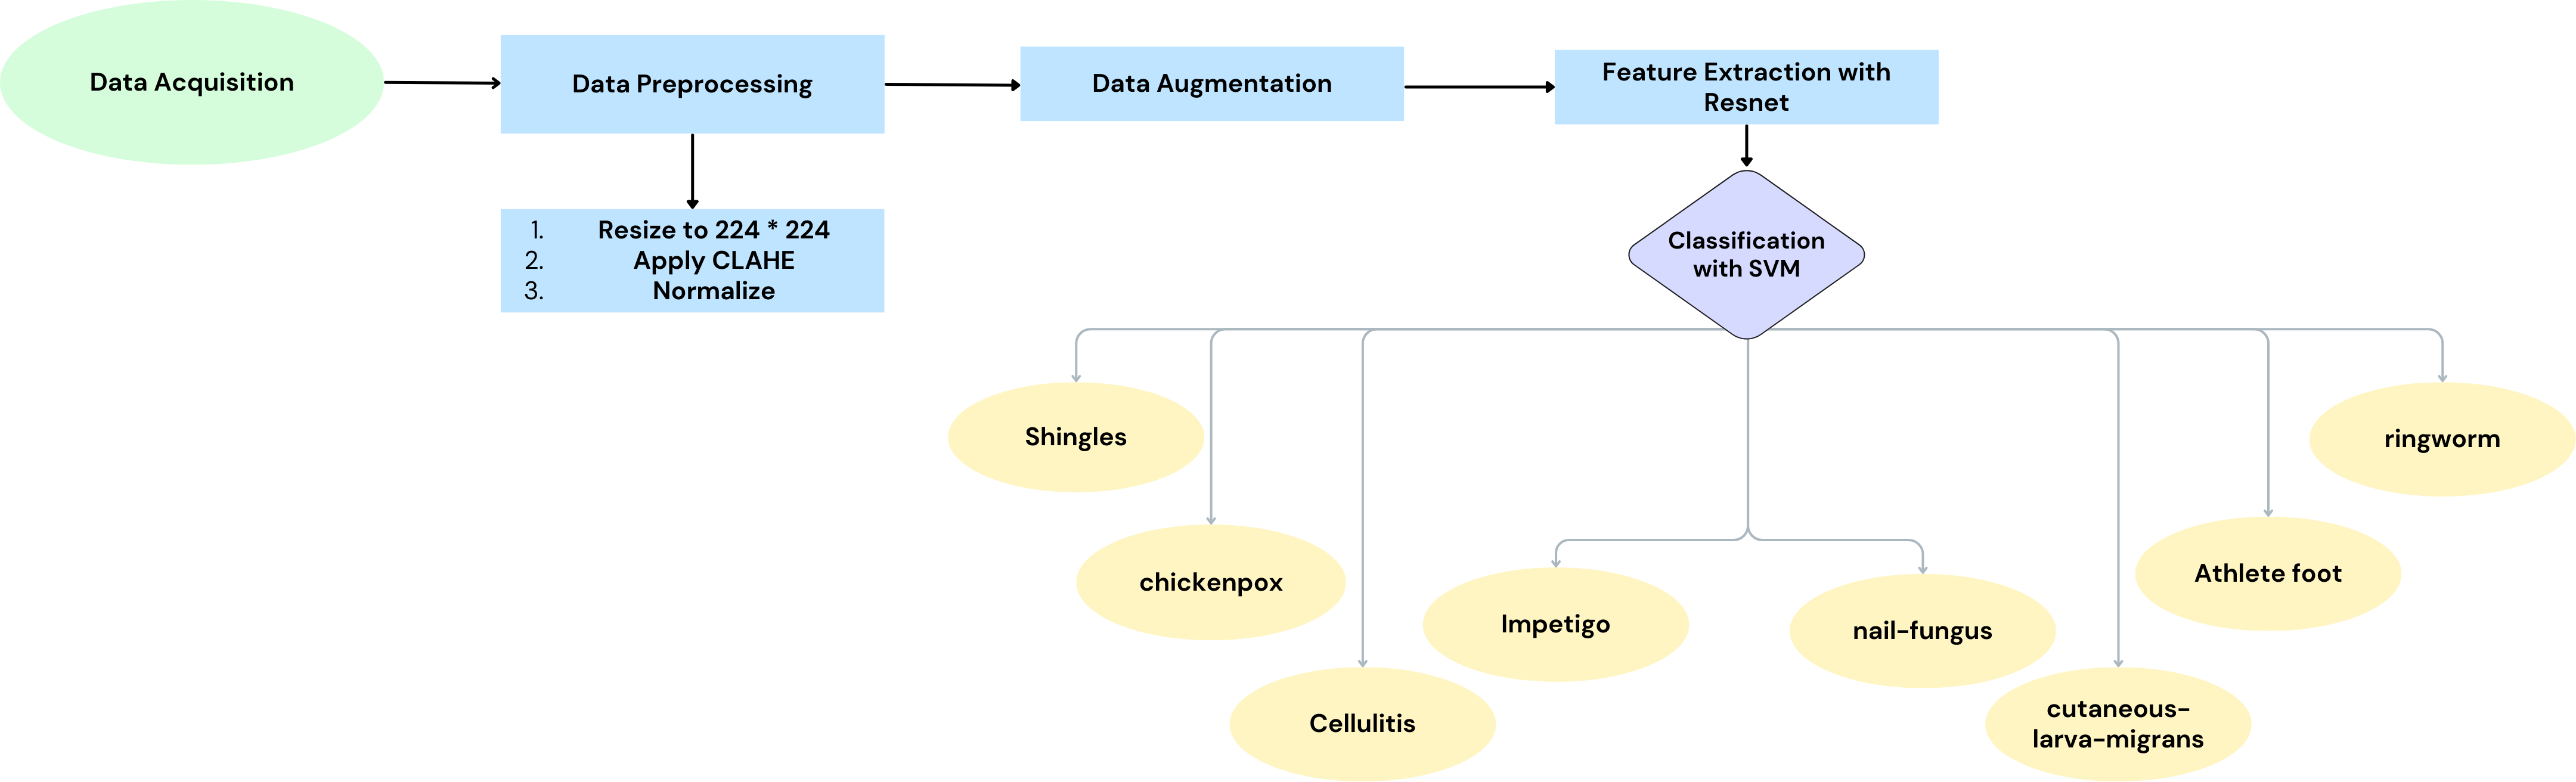 Data Acquisition
Data Preprocessing
Data Augmentation
Feature Extraction with
Resnet
1. Resize to 224 * 224
2. Apply CLAHE
3. Normalize
Classification
with SVM
Shingles
chickenpox
Cellulitis
Impetigo
nail-fungus
cutaneous-
larva-migrans
Athlete foot
ringworm